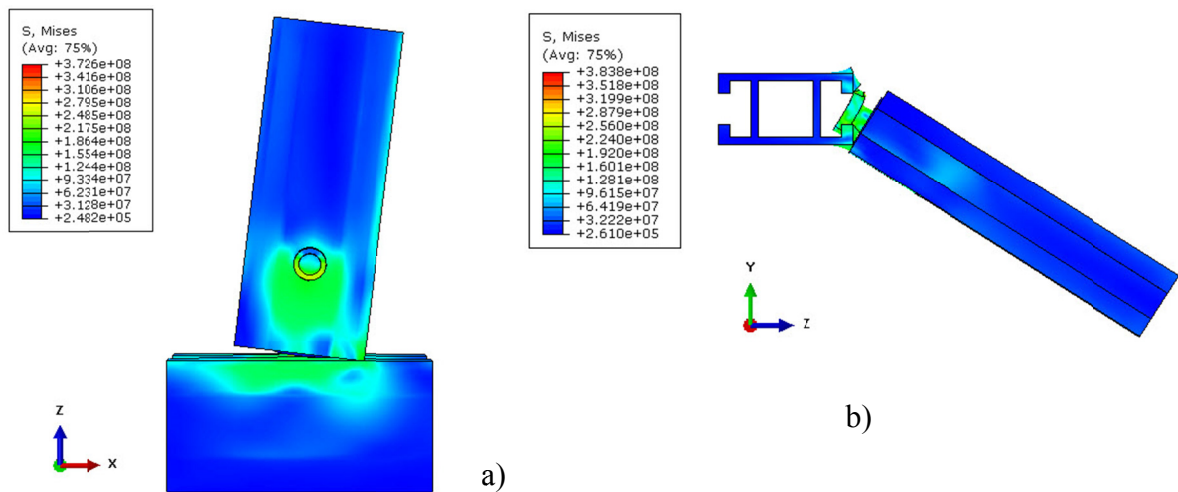 S, Mises
(Avg: 75%)
+3.726e+08
+3.416e+08
+3.106e+08
+2.795e+08
+2.485e+08
+2.175e+08
+1.864e+08
+1.554e+08
+1.244e+08
+9.334e+07
+6.231e+07
+3.128e+07
+2.482e+05
Z
X
a)
S, Mises
(Avg: 75%)
+3.838e+08
+3.518e+08
+3.199e+08
+2.879e+08
+2.560e+08
+2.240e+08
+1.920e+08
+1.601e+08
+1.281e+08
+9.615e+07
+6.419e+07
+3.222e+07
+2.610e+05
Y
Z
b)